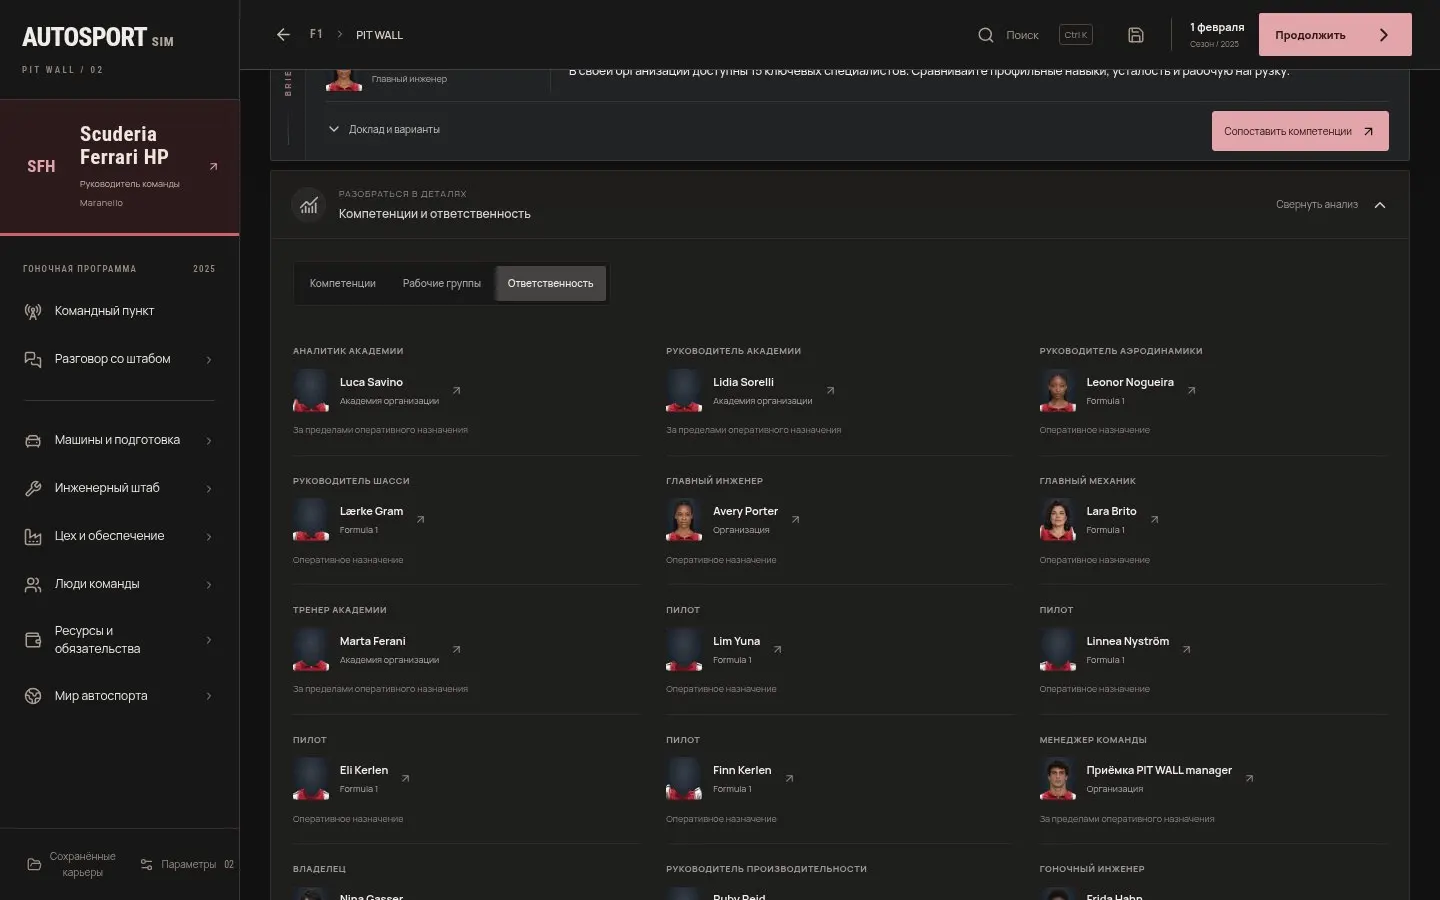 AUTOSPORT SIM
PIT WALL / 02
SFH
Scuderia
Ferrari HP
Руководитель команды
Maranello
ГОНОЧНАЯ ПРОГРАММА 2025
Командный пункт
Разговор со штабом
Машины и подготовка
Инженерный штаб
Цех и обеспечение
Люди команды
Ресурсы и
обязательства
Мир автоспорта
Сохранённые
карьеры
Параметры 02
F1 PIT WALL
Поиск Ctrl K
1 февраля
Сезон / 2025
Продолжить
BRIE
Главный инженер
В своей организации доступны 15 ключевых специалистов. Сравнивайте профильные навыки, усталость и рабочую нагрузку.
Доклад и варианты
Сопоставить компетенции
РАЗОБРАТЬСЯ В ДЕТАЛЯХ
Компетенции и ответственность
Свернуть анализ
Компетенции Рабочие группы Ответственность
АНАЛИТИК АКАДЕМИИ
Luca Savino
Академия организации
За пределами оперативного назначения
РУКОВОДИТЕЛЬ АКАДЕМИИ
Lidia Sorelli
Академия организации
За пределами оперативного назначения
РУКОВОДИТЕЛЬ АЭРОДИНАМИКИ
Leonor Nogueira
Formula 1
Оперативное назначение
РУКОВОДИТЕЛЬ ШАССИ
Lærke Gram
Formula 1
Оперативное назначение
ГЛАВНЫЙ ИНЖЕНЕР
Avery Porter
Организация
Оперативное назначение
ГЛАВНЫЙ МЕХАНИК
Lara Brito
Formula 1
Оперативное назначение
ТРЕНЕР АКАДЕМИИ
Marta Ferani
Академия организации
За пределами оперативного назначения
ПИЛОТ
Lim Yuna
Formula 1
Оперативное назначение
ПИЛОТ
Linnea Nyström
Formula 1
Оперативное назначение
ПИЛОТ
Eli Kerlen
Formula 1
Оперативное назначение
ПИЛОТ
Finn Kerlen
Formula 1
Оперативное назначение
МЕНЕДЖЕР КОМАНДЫ
Приёмка PIT WALL manager
Организация
За пределами оперативного назначения
ВЛАДЕЛЕЦ
Nina Gasser
РУКОВОДИТЕЛЬ ПРОИЗВОДИТЕЛЬНОСТИ
Ruby Reid
ГОНОЧНЫЙ ИНЖЕНЕР
Frida Hahn